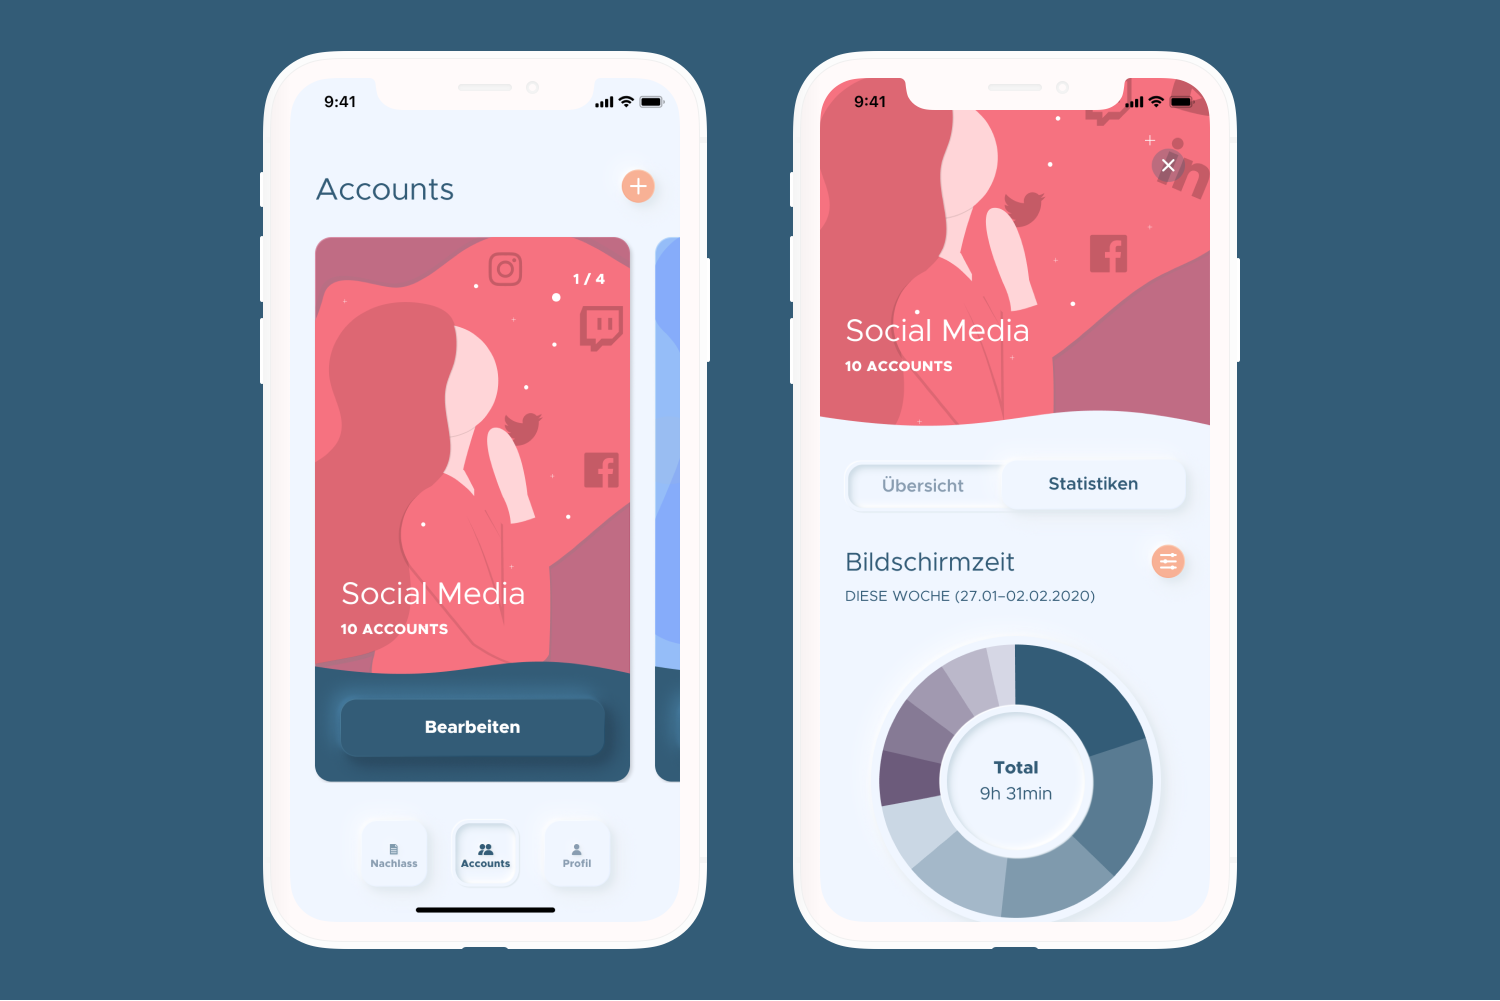 9:41
Accounts
1 / 4
Social Media
10 ACCOUNTS
Bearbeiten
Nachlass
Accounts
Profil
9:41
in
Social Media
10 ACCOUNTS
Übersicht
Statistiken
Bildschirmzeit
DIESE WOCHE (27.01–02.02.2020)
Total
9h 31min